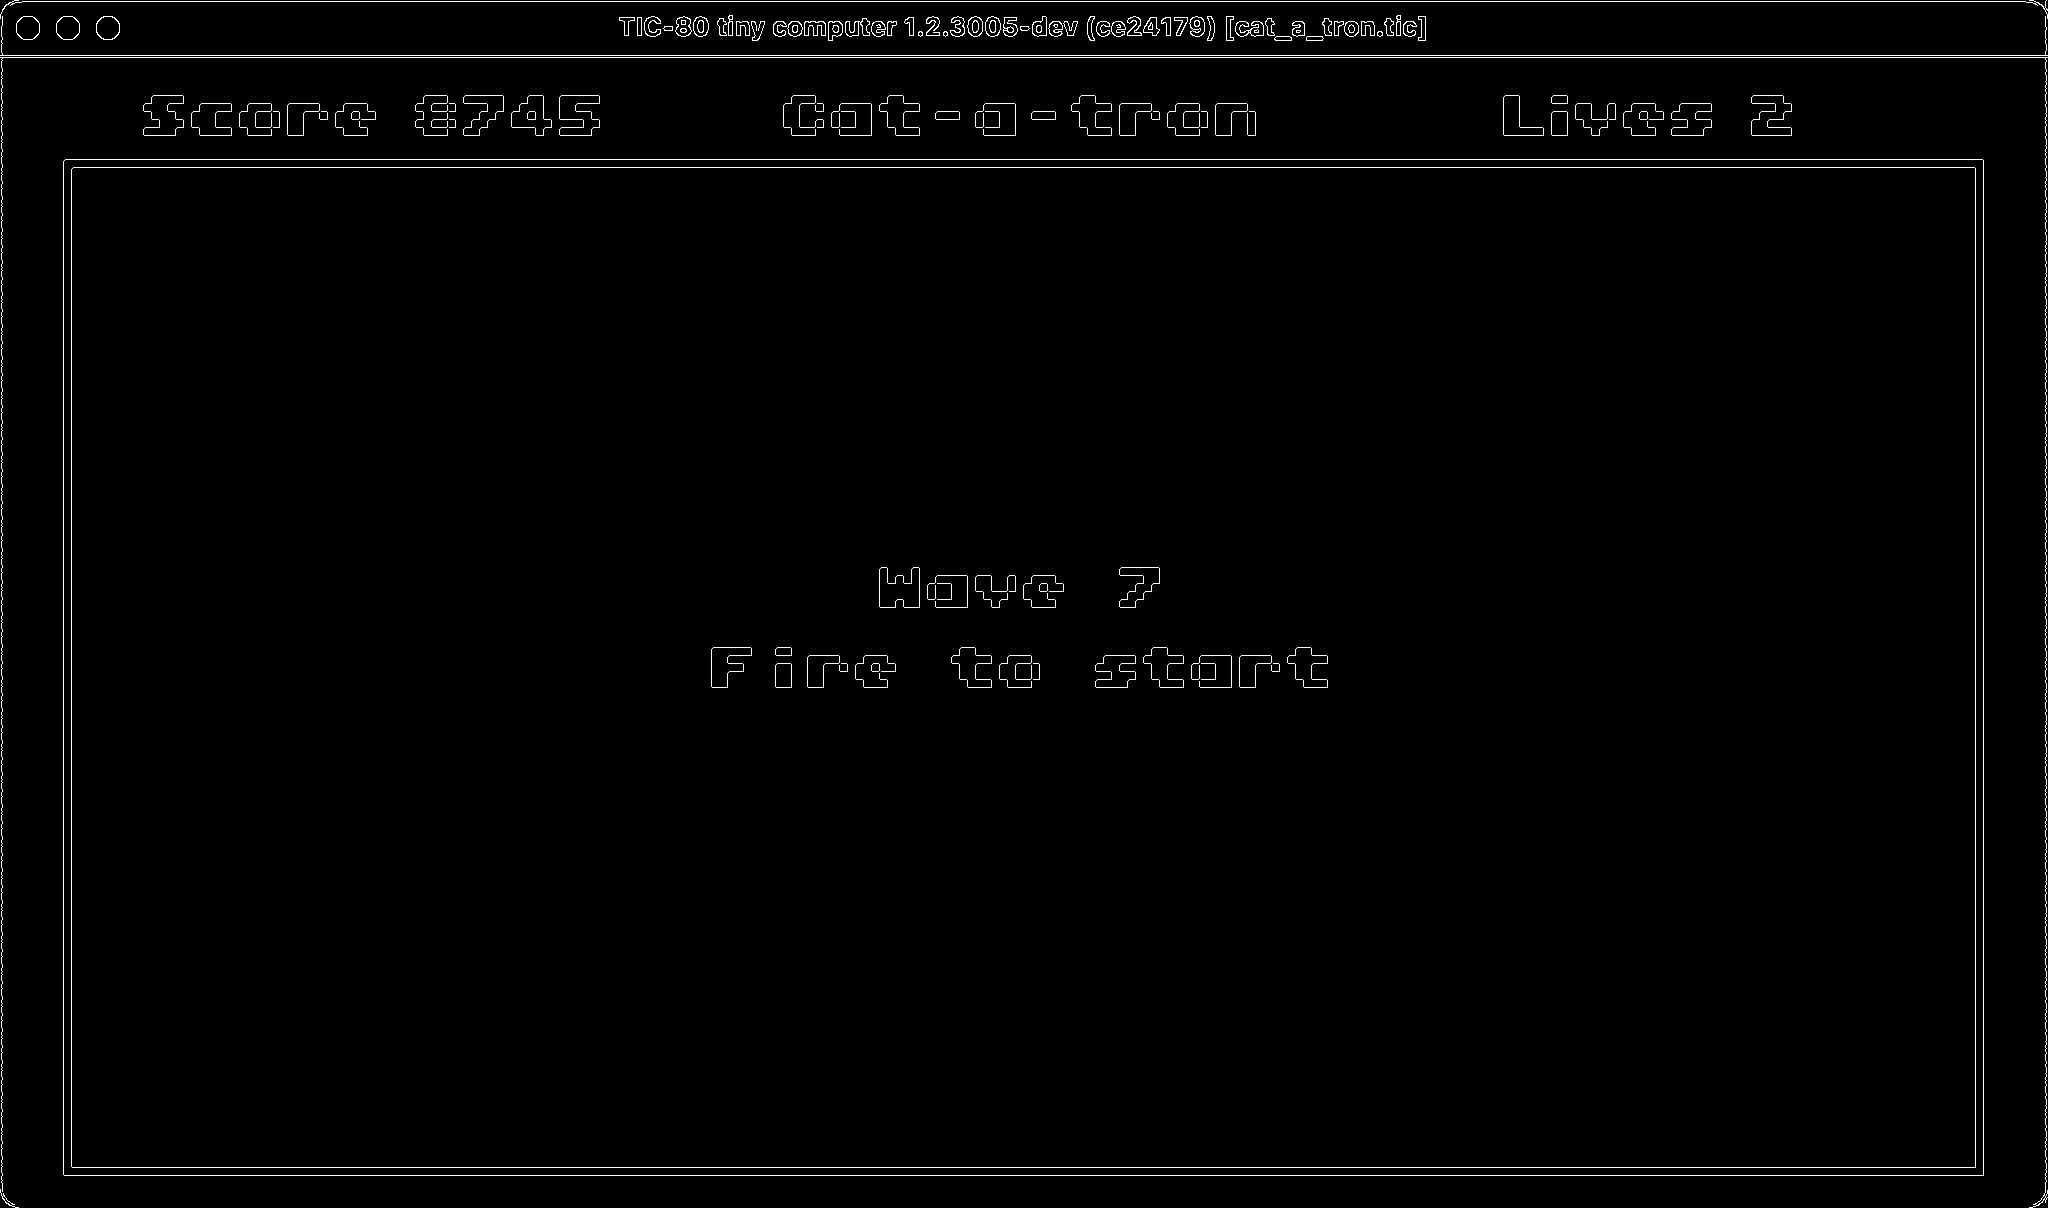 TIC-80 tiny computer 1.2.3005-dev (ce24179) [cat_a_tron.tic]
Score 8745 Cat-a-tron Lives 2
Wave 7
Fire to start